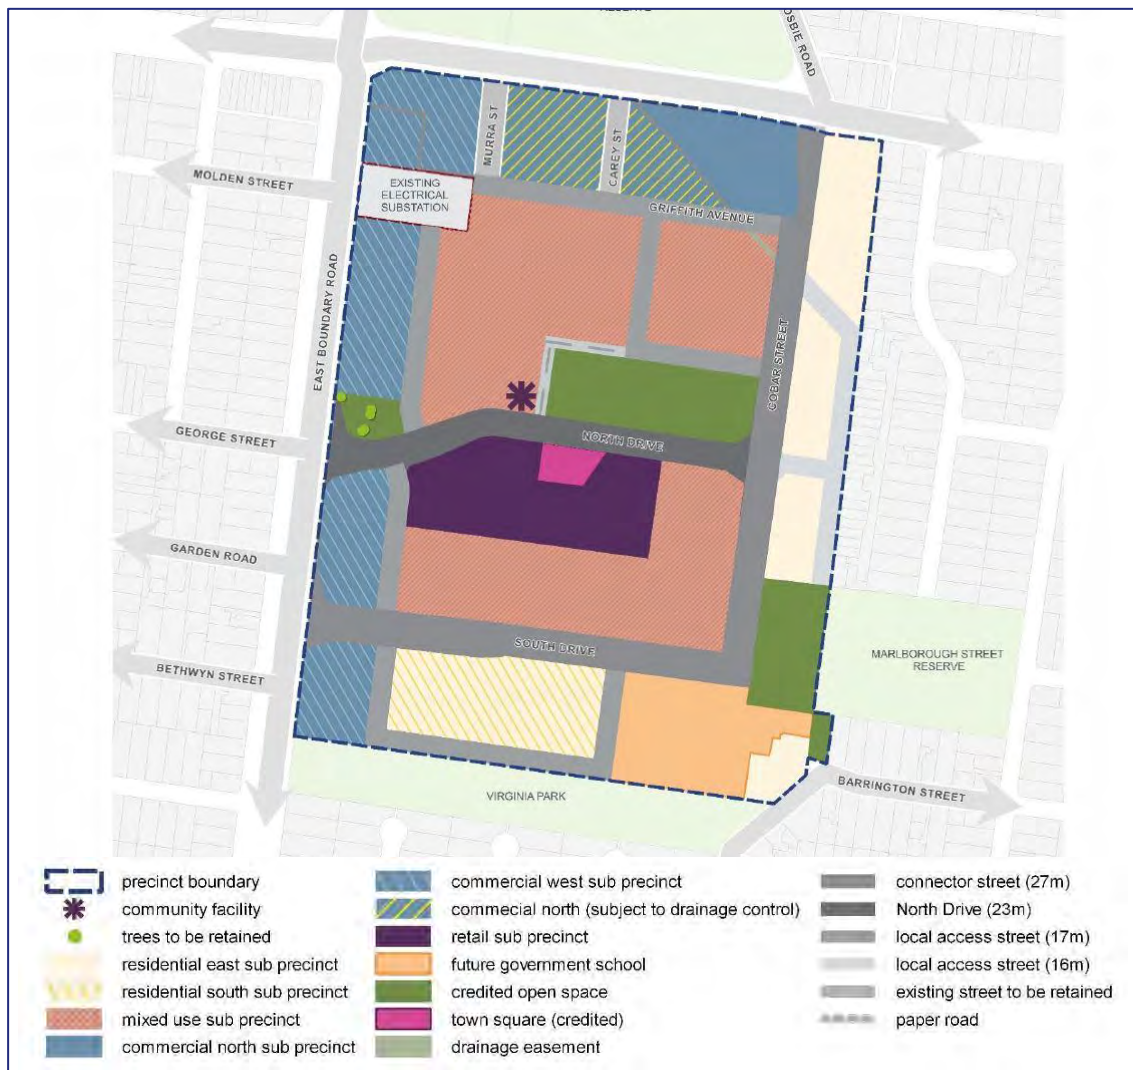 MURRA ST
CAREY ST
MOLDEN STREET
EXISTING
ELECTRICAL
SUBSTATION
GRIFFITH AVENUE
EAST BOUNDARY ROAD
COBAR STREET
GEORGE STREET
NORTH DRIVE
GARDEN ROAD
SOUTH DRIVE
BETHWYN STREET
MARLBOROUGH STREET
RESERVE
VIRGINIA PARK
BARRINGTON STREET
precinct boundary
community facility
trees to be retained
residential east sub precinct
residential south sub precinct
mixed use sub precinct
commercial north sub precinct
commercial west sub precinct
commecial north (subject to drainage control)
retail sub precinct
future government school
credited open space
town square (credited)
drainage easement
connector street (27m)
North Drive (23m)
local access street (17m)
local access street (16m)
existing street to be retained
paper road